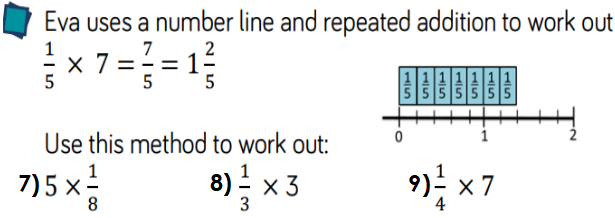 Eva uses a number line and repeated addition to work out
1/5 × 7 = 7/5 = 1 2/5
1/5 1/5 1/5 1/5 1/5 1/5 1/5
0 1 2
Use this method to work out:
7) 5 × 1/8 8) 1/3 × 3 9) 1/4 × 7